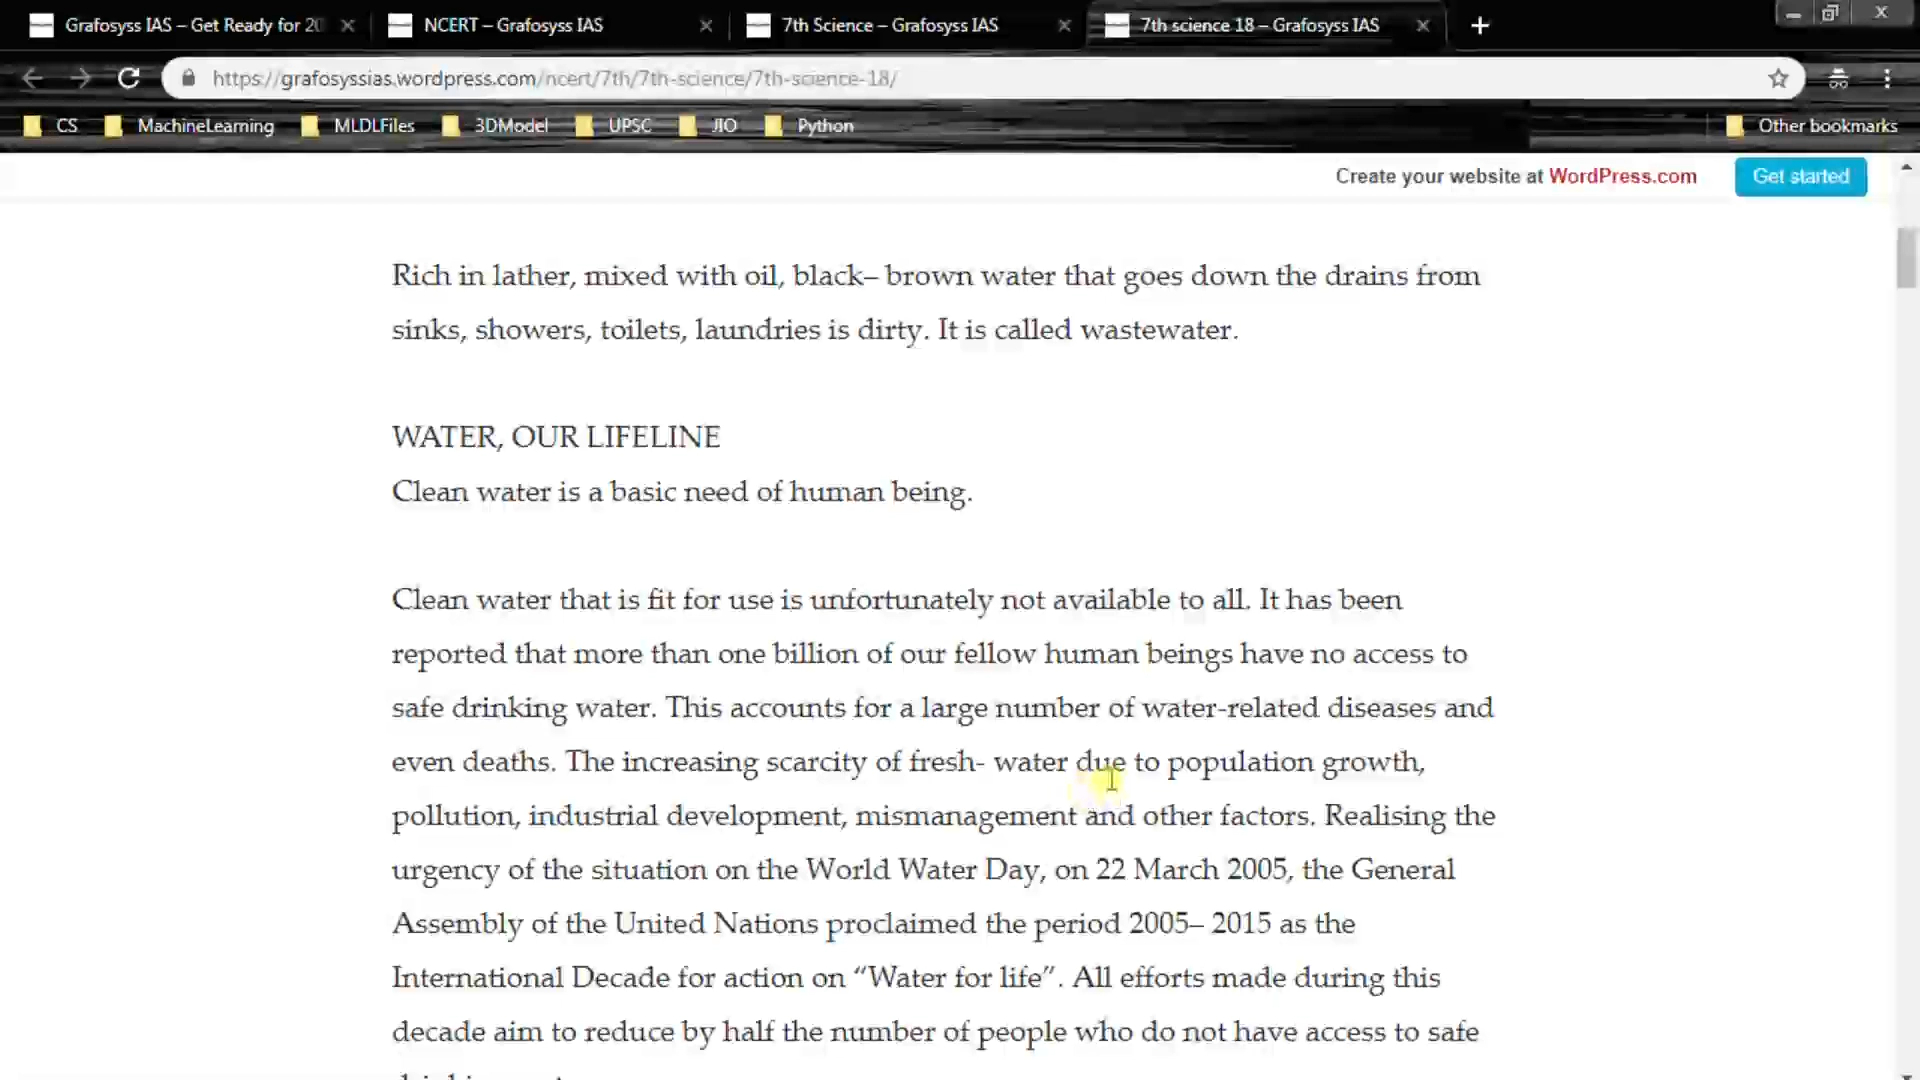 Grafosyss IAS – Get Ready for 20
NCERT – Grafosyss IAS
7th Science – Grafosyss IAS
7th science 18 – Grafosyss IAS
https://grafosyssias.wordpress.com/ncert/7th/7th-science/7th-science-18/
CS
MachineLearning
MLDLFiles
3DModel
UPSC
JIO
Python
Other bookmarks
Create your website at WordPress.com
Get started
Rich in lather, mixed with oil, black– brown water that goes down the drains from
sinks, showers, toilets, laundries is dirty. It is called wastewater.
WATER, OUR LIFELINE
Clean water is a basic need of human being.
Clean water that is fit for use is unfortunately not available to all. It has been
reported that more than one billion of our fellow human beings have no access to
safe drinking water. This accounts for a large number of water-related diseases and
even deaths. The increasing scarcity of fresh- water due to population growth,
pollution, industrial development, mismanagement and other factors. Realising the
urgency of the situation on the World Water Day, on 22 March 2005, the General
Assembly of the United Nations proclaimed the period 2005– 2015 as the
International Decade for action on “Water for life”. All efforts made during this
decade aim to reduce by half the number of people who do not have access to safe